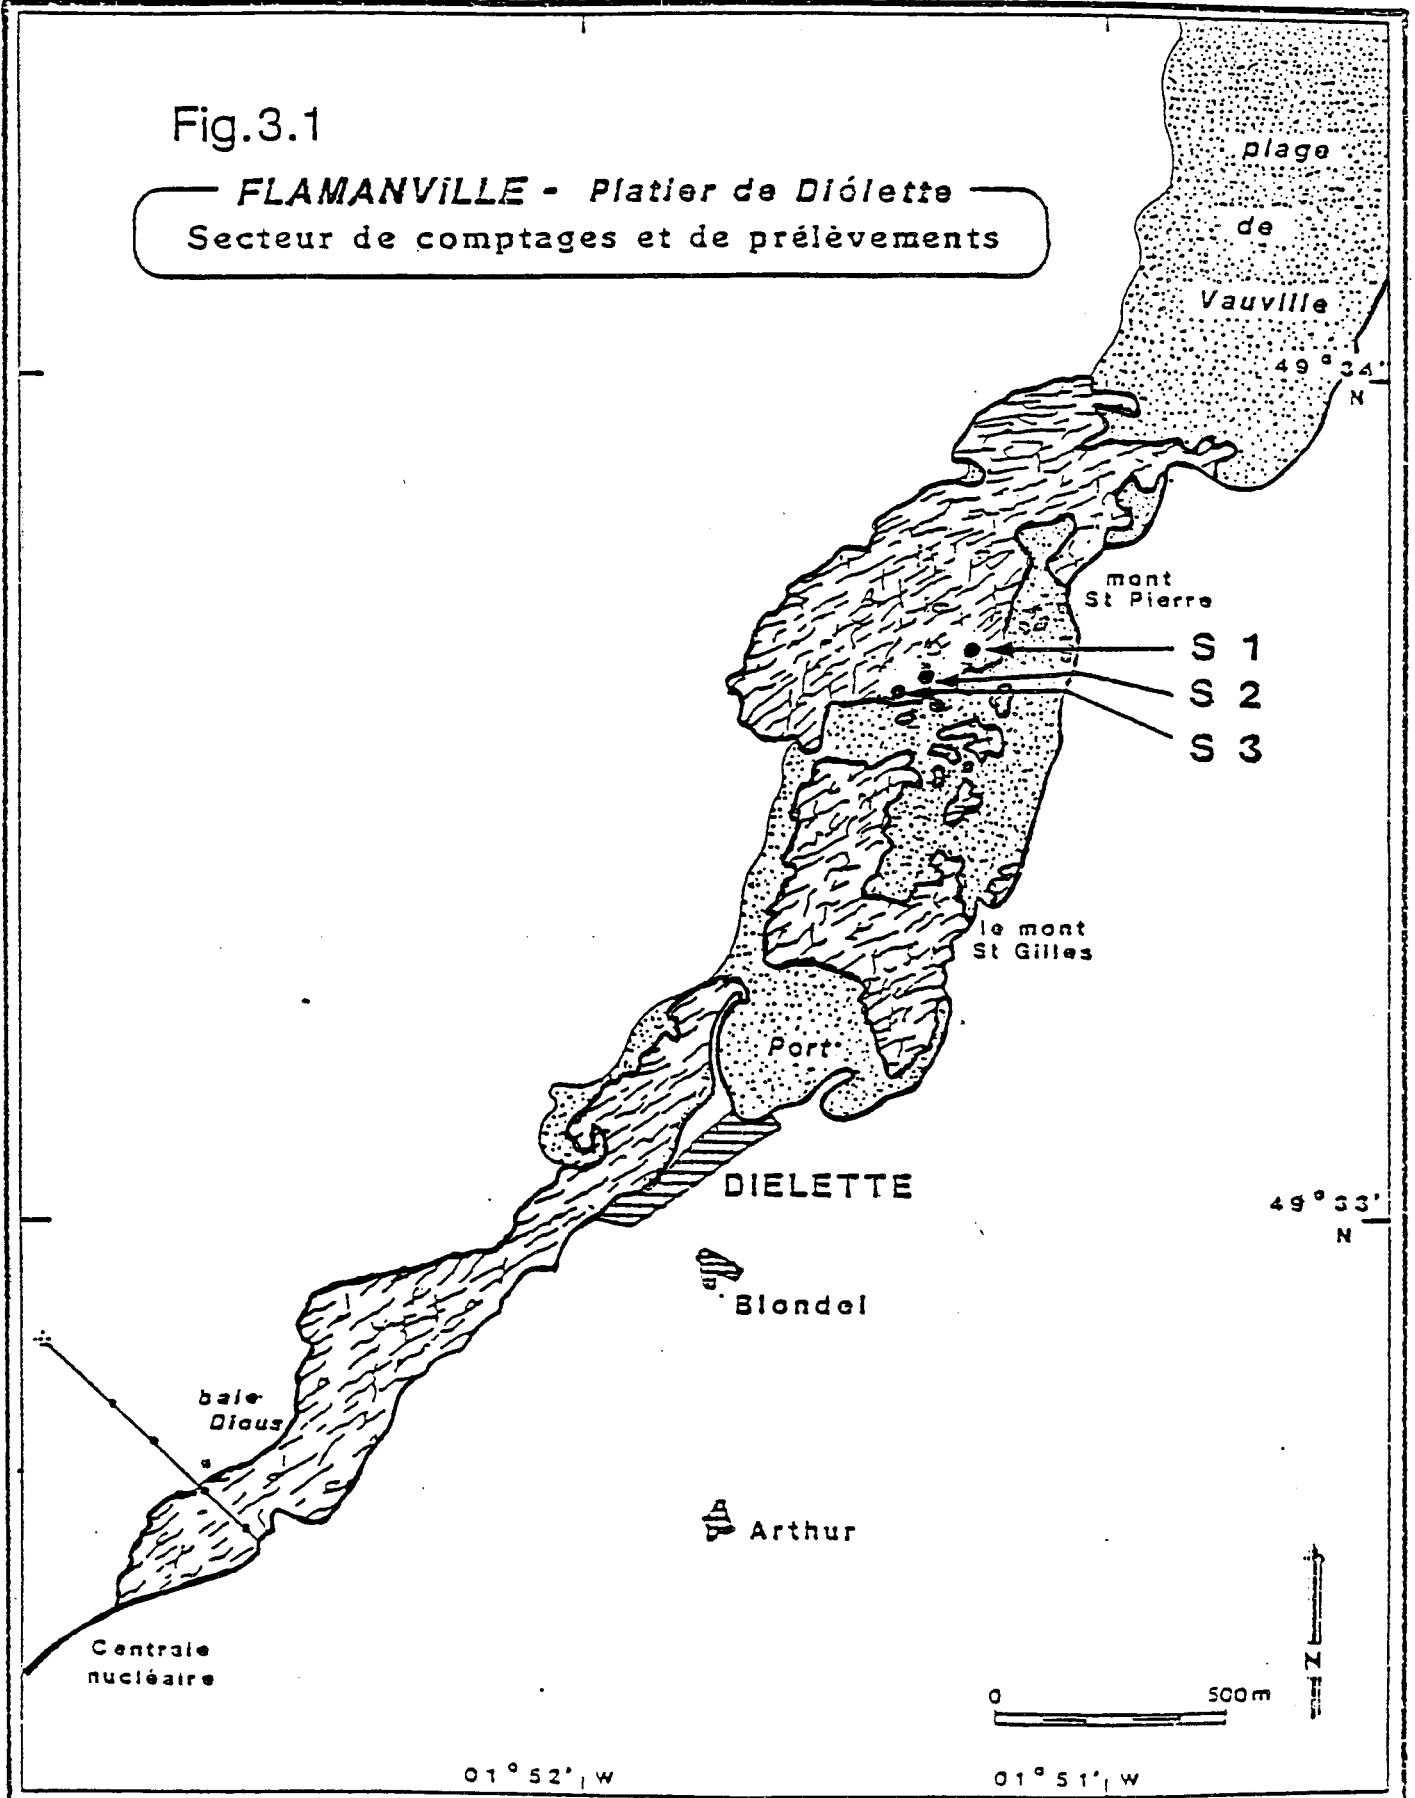 Fig.3.1
FLAMANVILLE - Platier de Diélette
Secteur de comptages et de prélèvements
plage
de
Vauville
49° 34'
N
mont
St Pierre
S 1
S 2
S 3
le mont
St Gilles
Port
DIELETTE
49° 33'
N
Blondel
baie
Diaus
Arthur
Centrale
nucléaire
0 500m
N
01° 52' W
01° 51' W